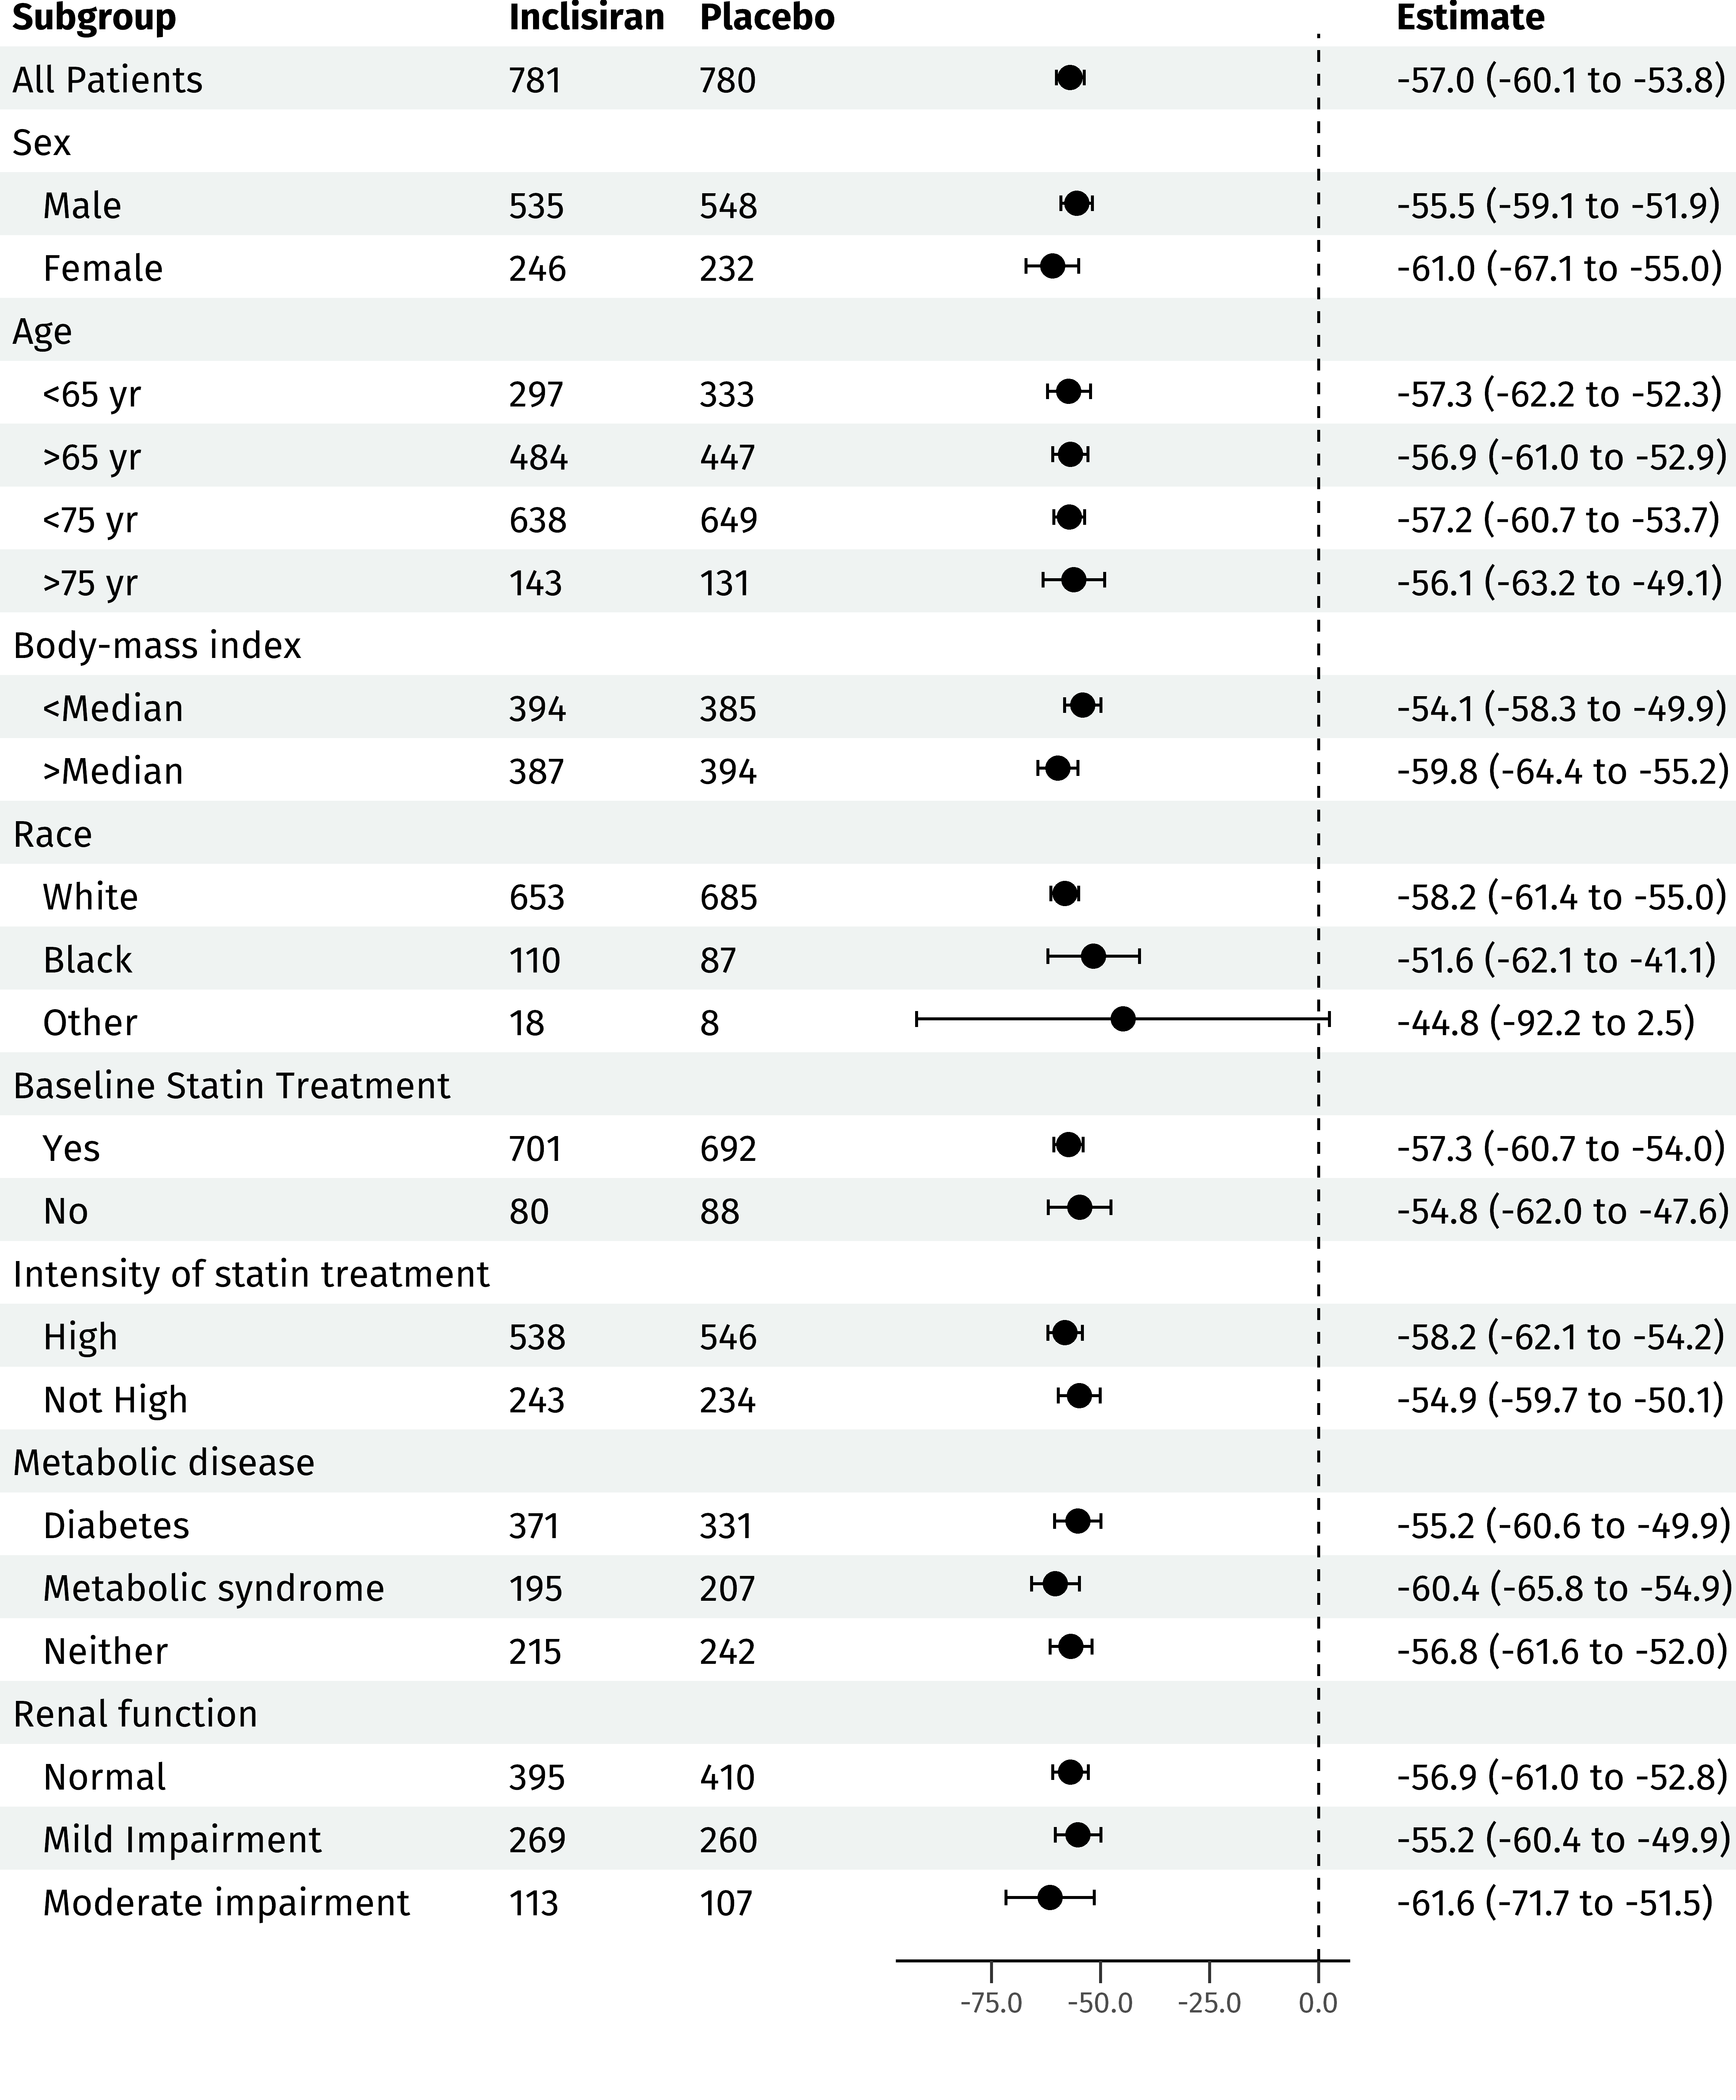 Subgroup Inclisiran Placebo Estimate
All Patients 781 780 -57.0 (-60.1 to -53.8)
Sex
Male 535 548 -55.5 (-59.1 to -51.9)
Female 246 232 -61.0 (-67.1 to -55.0)
Age
<65 yr 297 333 -57.3 (-62.2 to -52.3)
>65 yr 484 447 -56.9 (-61.0 to -52.9)
<75 yr 638 649 -57.2 (-60.7 to -53.7)
>75 yr 143 131 -56.1 (-63.2 to -49.1)
Body-mass index
<Median 394 385 -54.1 (-58.3 to -49.9)
>Median 387 394 -59.8 (-64.4 to -55.2)
Race
White 653 685 -58.2 (-61.4 to -55.0)
Black 110 87 -51.6 (-62.1 to -41.1)
Other 18 8 -44.8 (-92.2 to 2.5)
Baseline Statin Treatment
Yes 701 692 -57.3 (-60.7 to -54.0)
No 80 88 -54.8 (-62.0 to -47.6)
Intensity of statin treatment
High 538 546 -58.2 (-62.1 to -54.2)
Not High 243 234 -54.9 (-59.7 to -50.1)
Metabolic disease
Diabetes 371 331 -55.2 (-60.6 to -49.9)
Metabolic syndrome 195 207 -60.4 (-65.8 to -54.9)
Neither 215 242 -56.8 (-61.6 to -52.0)
Renal function
Normal 395 410 -56.9 (-61.0 to -52.8)
Mild Impairment 269 260 -55.2 (-60.4 to -49.9)
Moderate impairment 113 107 -61.6 (-71.7 to -51.5)
-75.0 -50.0 -25.0 0.0